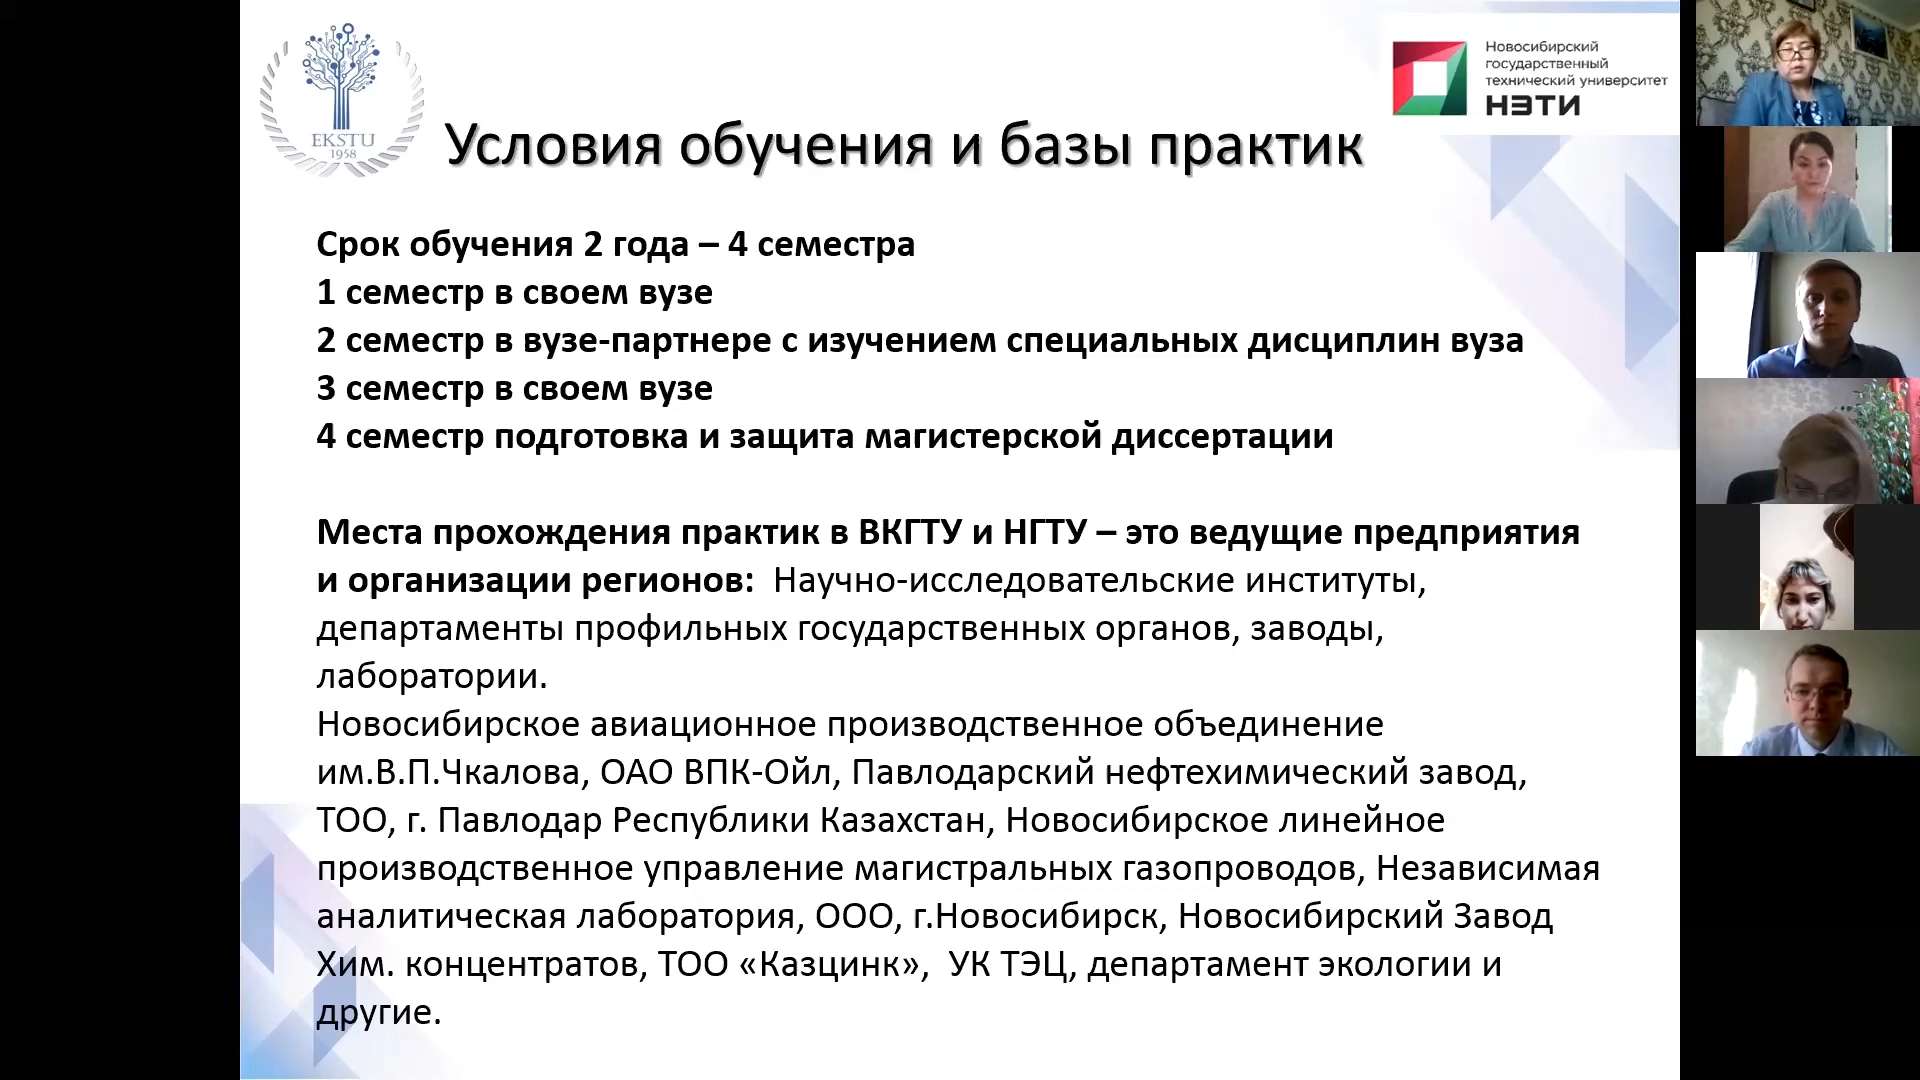 EKSTU
1958
Новосибирский
государственный
технический университет
НЭТИ
Условия обучения и базы практик
Срок обучения 2 года – 4 семестра
1 семестр в своем вузе
2 семестр в вузе-партнере с изучением специальных дисциплин вуза
3 семестр в своем вузе
4 семестр подготовка и защита магистерской диссертации
Места прохождения практик в ВКГТУ и НГТУ – это ведущие предприятия
и организации регионов: Научно-исследовательские институты,
департаменты профильных государственных органов, заводы,
лаборатории.
Новосибирское авиационное производственное объединение
им.В.П.Чкалова, ОАО ВПК-Ойл, Павлодарский нефтехимический завод,
ТОО, г. Павлодар Республики Казахстан, Новосибирское линейное
производственное управление магистральных газопроводов, Независимая
аналитическая лаборатория, ООО, г.Новосибирск, Новосибирский Завод
Хим. концентратов, ТОО «Казцинк», УК ТЭЦ, департамент экологии и
другие.